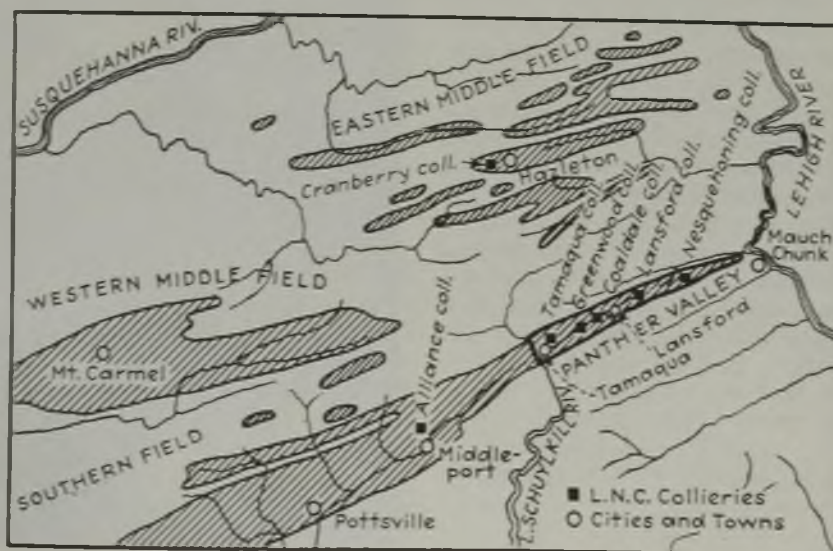 SUSQUEHANNA RIV.
EASTERN MIDDLE FIELD
LEHIGH RIVER
Cranberry coll.
Hazleton
Tamaqua coll.
Greenwood coll.
Coaldale coll.
Lansford coll.
Nesquehoning coll.
Mauch
Chunk
WESTERN MIDDLE FIELD
Mt. Carmel
Alliance coll.
PANTHER VALLEY
Lansford
Tamaqua
SOUTHERN FIELD
Middle-
port
L. SCHUYLKILL RIV.
Pottsville
L.N.C. Collieries
Cities and Towns